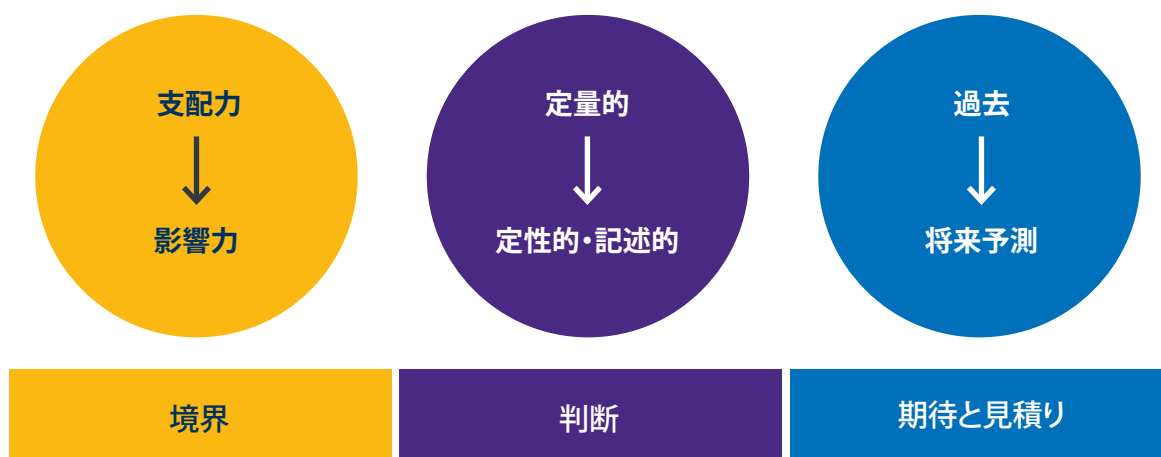 支配力
影響力
境界
定量的
定性的・記述的
判断
過去
将来予測
期待と見積り